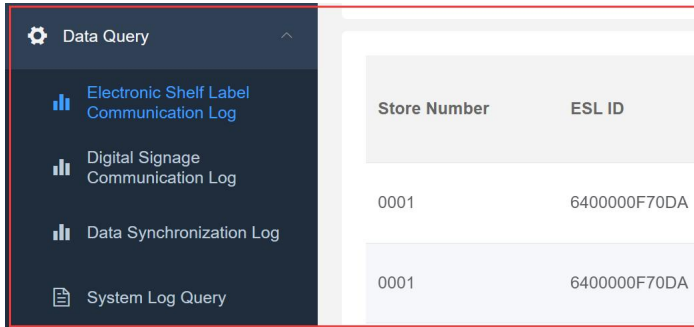 Data Query
Electronic Shelf Label
Communication Log
Digital Signage
Communication Log
Data Synchronization Log
System Log Query
Store Number ESL ID
0001 6400000F70DA
0001 6400000F70DA